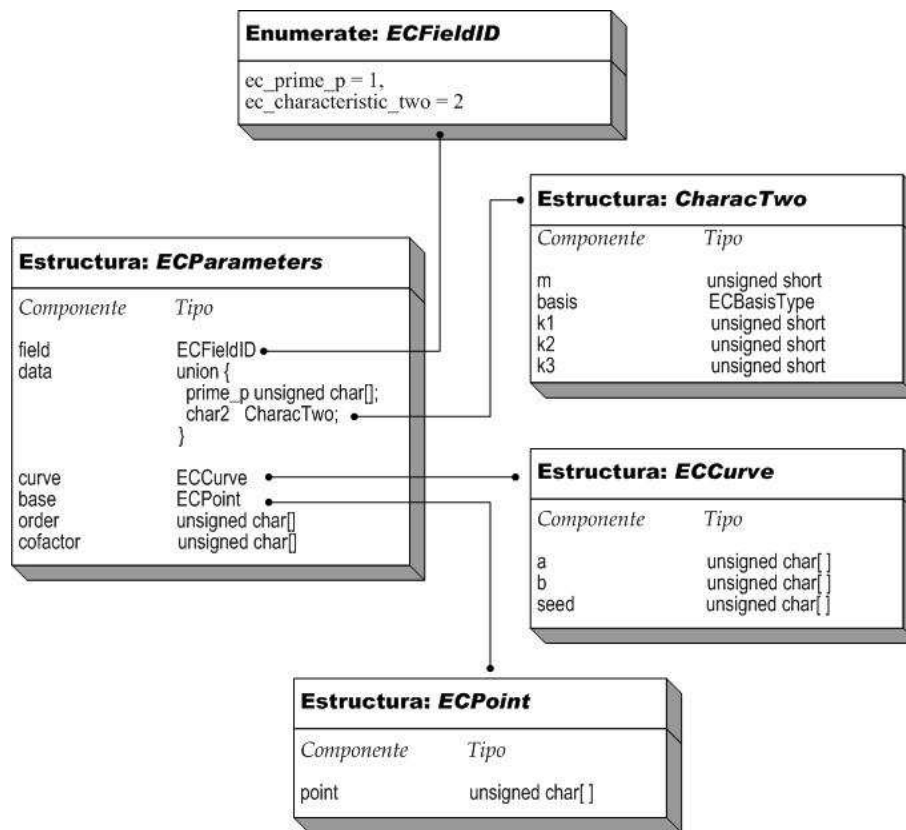 Enumerate: ECFieldID
ec_prime_p = 1,
ec_characteristic_two = 2
Estructura: CharacTwo
Componente Tipo
m unsigned short
basis ECBasisType
k1 unsigned short
k2 unsigned short
k3 unsigned short
Estructura: ECParameters
Componente Tipo
field ECFieldID
data union {
prime_p unsigned char[];
char2 CharacTwo;
}
curve ECCurve
base ECPoint
order unsigned char[]
cofactor unsigned char[]
Estructura: ECCurve
Componente Tipo
a unsigned char[ ]
b unsigned char[ ]
seed unsigned char[ ]
Estructura: ECPoint
Componente Tipo
point unsigned char[ ]